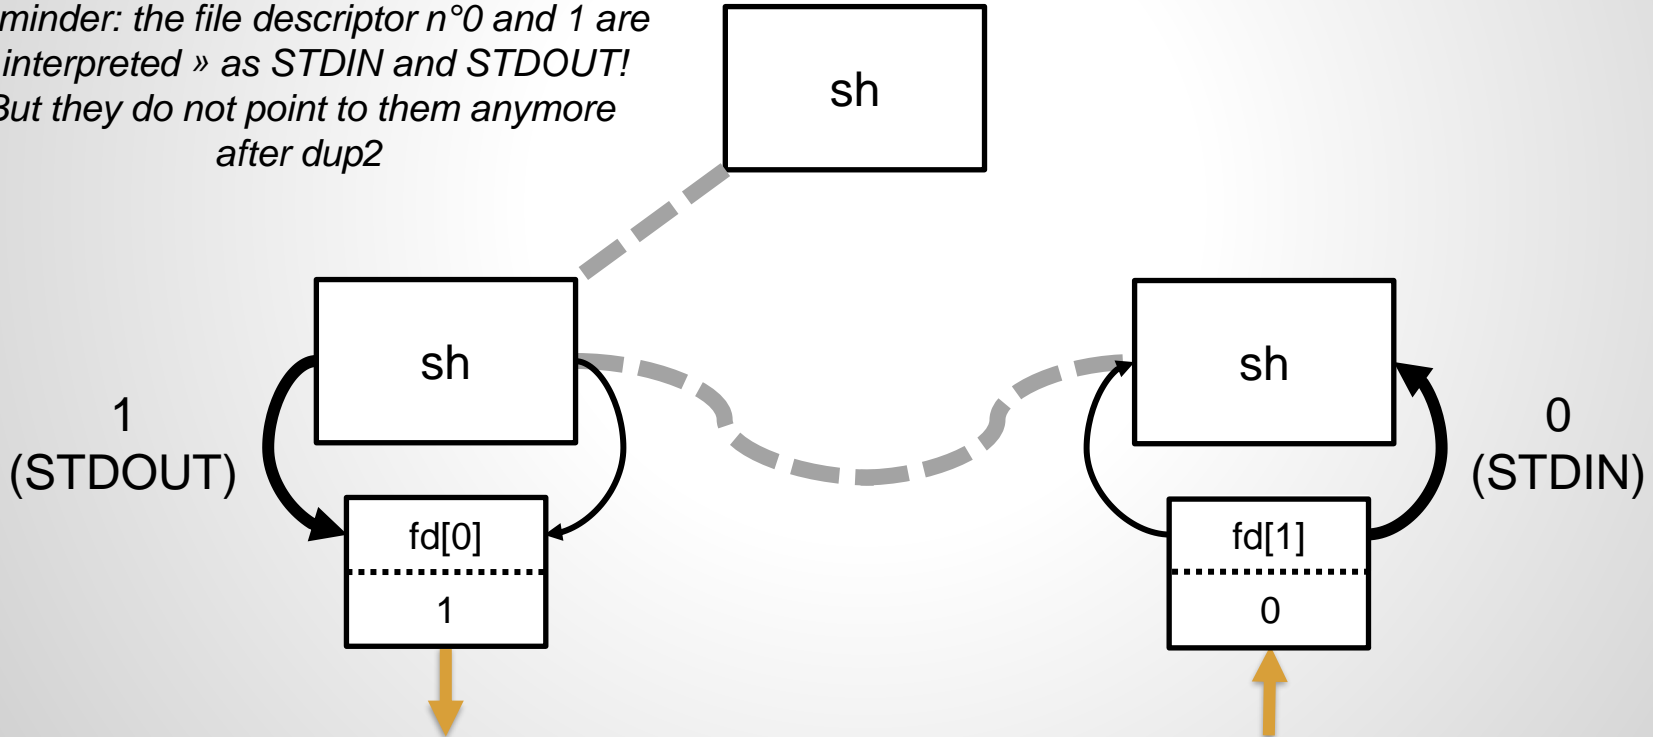 minder: the file descriptor n°0 and 1 are
interpreted » as STDIN and STDOUT!
But they do not point to them anymore
after dup2
sh
sh
sh
1
(STDOUT)
0
(STDIN)
fd[0]
1
fd[1]
0